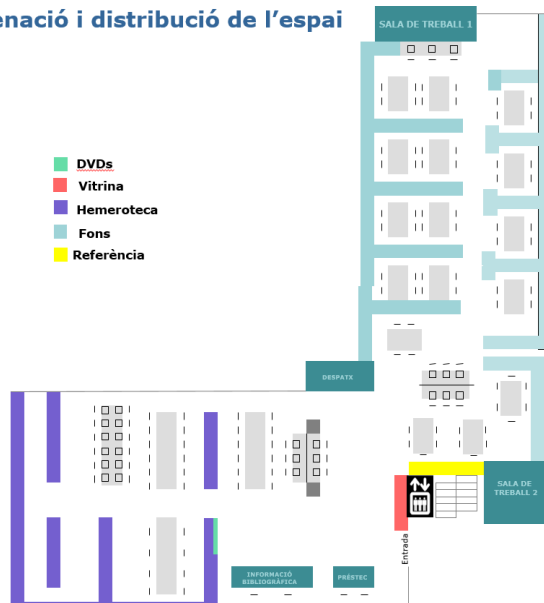 enació i distribució de l'espai
SALA DE TREBALL 1
DVDs
Vitrina
Hemeroteca
Fons
Referència
DESPATX
SALA DE
TREBALL 2
Entrada
INFORMACIÓ
BIBLIOGRÀFICA
PRÉSTEC